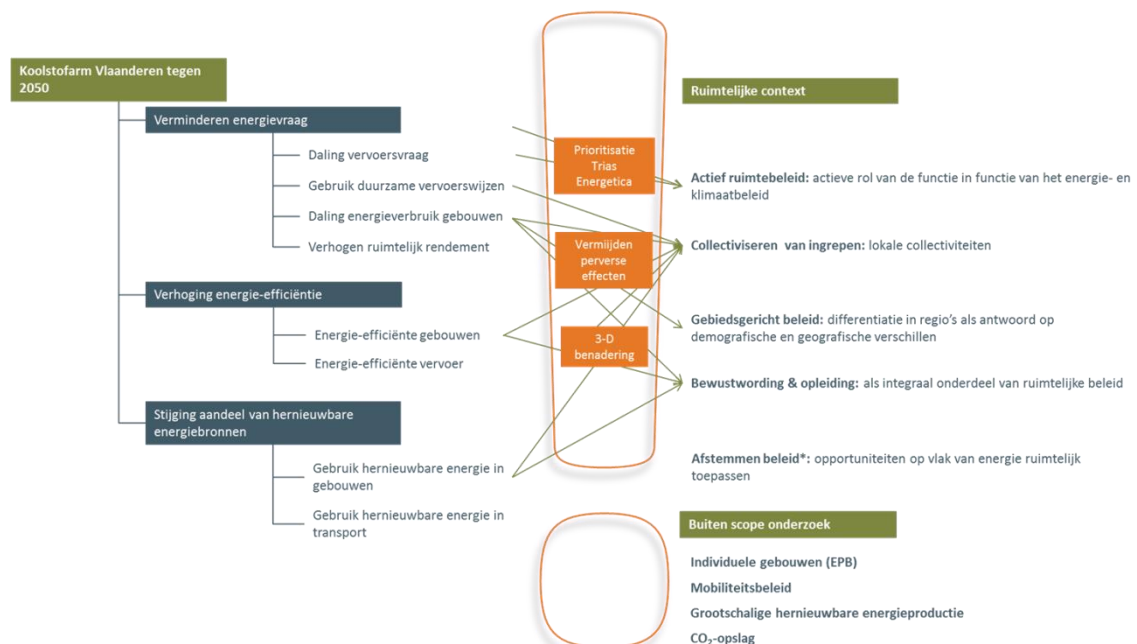 Koolstofarm Vlaanderen tegen
2050
Verminderen energievraag
Daling vervoersvraag
Gebruik duurzame vervoerswijzen
Daling energieverbruik gebouwen
Verhogen ruimtelijk rendement
Verhoging energie-efficiëntie
Energie-efficiënte gebouwen
Energie-efficiënte vervoer
Stijging aandeel van hernieuwbare
energiebronnen
Gebruik hernieuwbare energie in
gebouwen
Gebruik hernieuwbare energie in
transport
Prioritisatie
Trias
Energetica
Vermiijden
perverse
effecten
3-D
benadering
Ruimtelijke context
Actief ruimtebeleid: actieve rol van de functie in functie van het energie- en
klimaatbeleid
Collectiviseren van ingrepen: lokale collectiviteiten
Gebiedsgericht beleid: differentiatie in regio's als antwoord op
demografische en geografische verschillen
Bewustwording & opleiding: als integraal onderdeel van ruimtelijke beleid
Afstemmen beleid*: opportuniteiten op vlak van energie ruimtelijk
toepassen
Buiten scope onderzoek
Individuele gebouwen (EPB)
Mobiliteitsbeleid
Grootschalige hernieuwbare energieproductie
CO₂-opslag